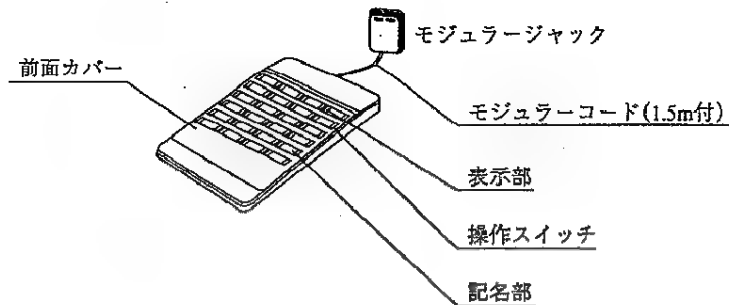 モジュラージャック
前面カバー
モジュラーコード(1.5m付)
表示部
操作スイッチ
記名部